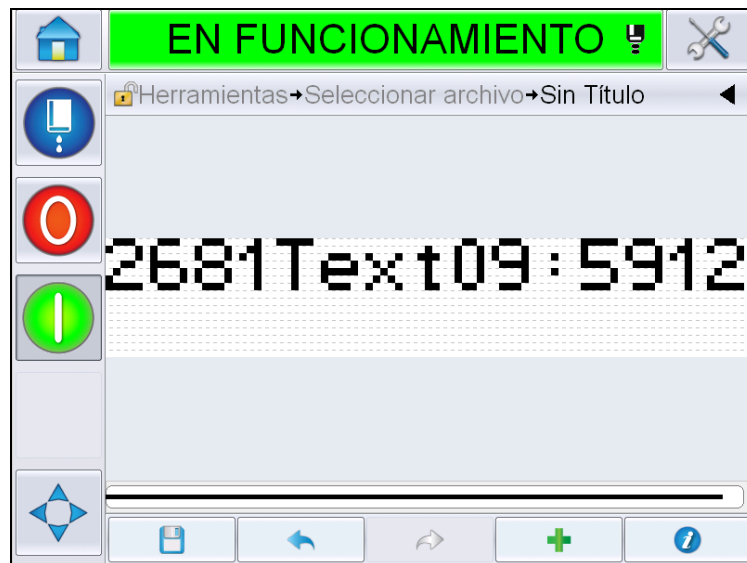 EN FUNCIONAMIENTO
Herramientas→Seleccionar archivo→Sin Título
2681Text09:5912